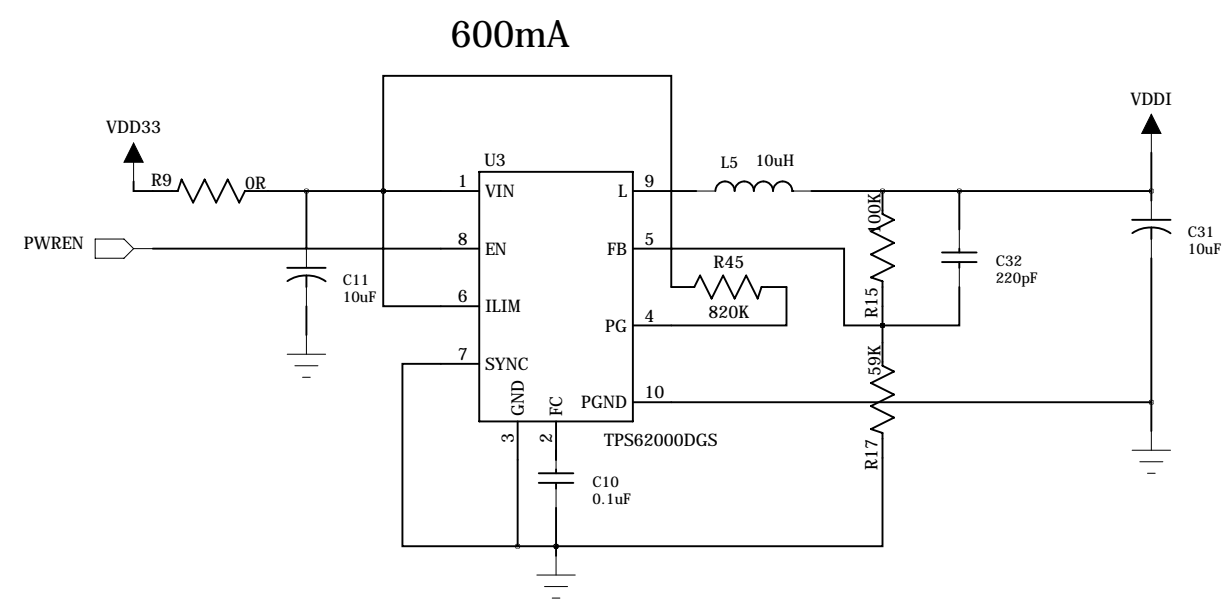 600mA
VDD33
VDDI
R9
0R
U3
L5 10uH
1 VIN
L 9
PWREN
8 EN
FB 5
100K
C31
10uF
C11
10uF
R45
820K
C32
220pF
R15
6 ILIM
PG 4
7 SYNC
59K
GND
FC
PGND 10
3
2
TPS62000DGS
R17
C10
0.1uF